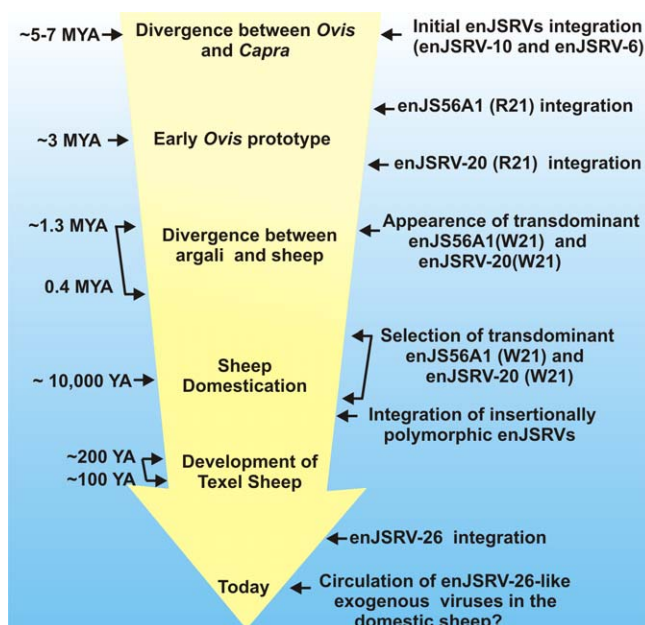 ~5-7 MYA
Divergence between Ovis
and Capra
Initial enJSRVs integration
(enJSRV-10 and enJSRV-6)
enJS56A1 (R21) integration
~3 MYA
Early Ovis prototype
enJSRV-20 (R21) integration
~1.3 MYA
Divergence between
argali and sheep
0.4 MYA
Appearence of transdominant
enJS56A1(W21) and
enJSRV-20(W21)
Selection of transdominant
enJS56A1 (W21) and
enJSRV-20 (W21)
~ 10,000 YA
Sheep
Domestication
Integration of insertionally
polymorphic enJSRVs
~200 YA
~100 YA
Development of
Texel Sheep
enJSRV-26 integration
Today
Circulation of enJSRV-26-like
exogenous viruses in the
domestic sheep?